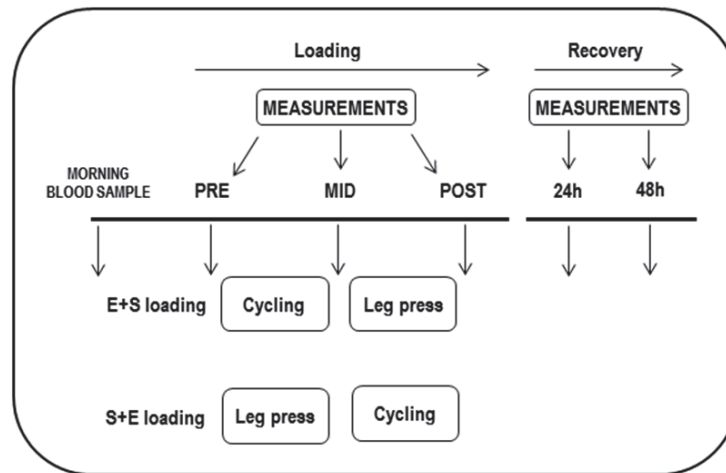 Loading
Recovery
MEASUREMENTS
MEASUREMENTS
MORNING
BLOOD SAMPLE
PRE
MID
POST
24h
48h
E+S loading
Cycling
Leg press
S+E loading
Leg press
Cycling